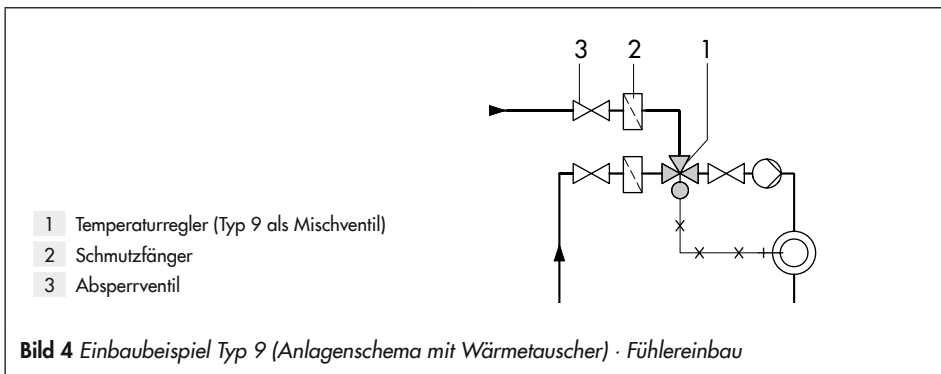 3 2 1
1 Temperaturregler (Typ 9 als Mischventil)
2 Schmutzfänger
3 Absperrventil
Bild 4 Einbaubeispiel Typ 9 (Anlagenschema mit Wärmetauscher) · Fühlereinbau